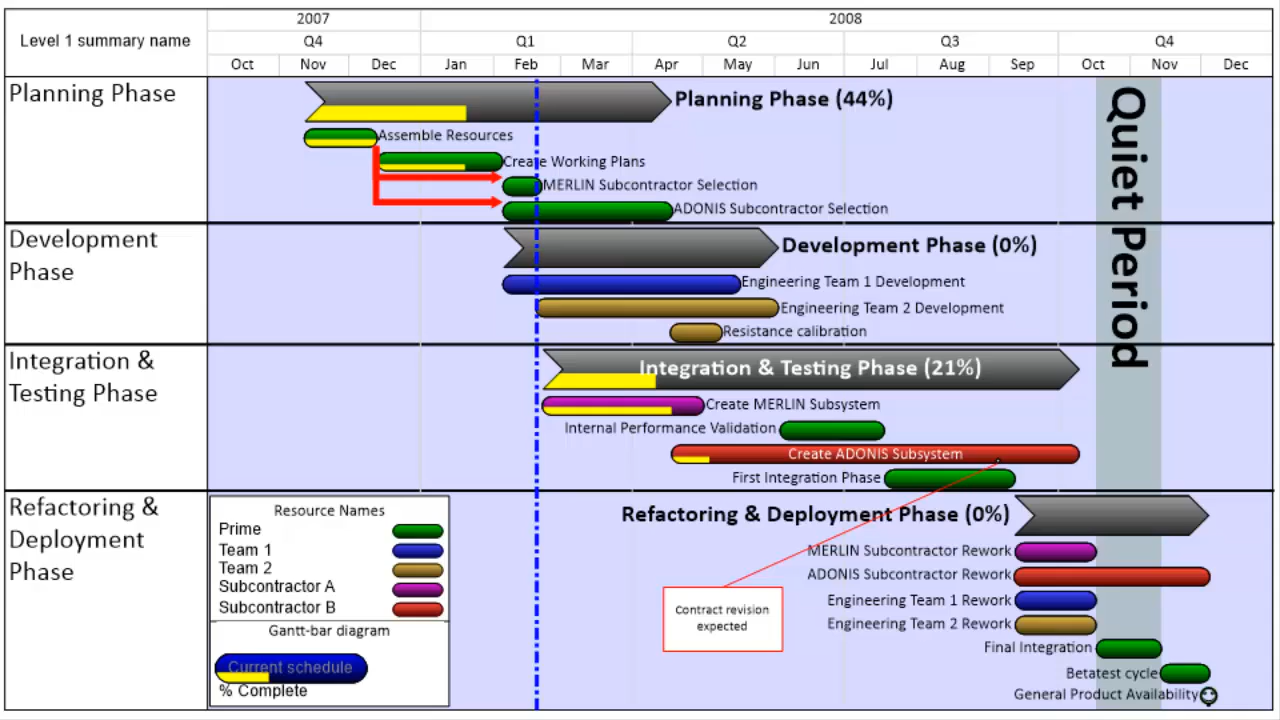 2007 2008
Level 1 summary name
Q4 Q1 Q2 Q3 Q4
Oct Nov Dec Jan Feb Mar Apr May Jun Jul Aug Sep Oct Nov Dec
Planning Phase
Planning Phase (44%)
Assemble Resources
Create Working Plans
MERLIN Subcontractor Selection
ADONIS Subcontractor Selection
Quiet Period
Development
Phase
Development Phase (0%)
Engineering Team 1 Development
Engineering Team 2 Development
Resistance calibration
Integration &
Testing Phase
Integration & Testing Phase (21%)
Create MERLIN Subsystem
Internal Performance Validation
Create ADONIS Subsystem
First Integration Phase
Refactoring &
Deployment
Phase
Refactoring & Deployment Phase (0%)
MERLIN Subcontractor Rework
ADONIS Subcontractor Rework
Engineering Team 1 Rework
Engineering Team 2 Rework
Final Integration
Betatest cycle
General Product Availability
Contract revision
expected
Resource Names
Prime
Team 1
Team 2
Subcontractor A
Subcontractor B
Gantt-bar diagram
Current schedule
% Complete